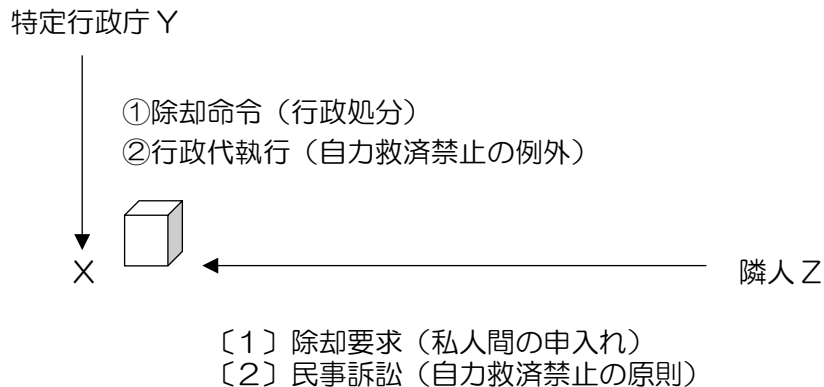 特定行政庁Y
①除却命令（行政処分）
②行政代執行（自力救済禁止の例外）
X
隣人Z
〔1〕除却要求（私人間の申入れ）
〔2〕民事訴訟（自力救済禁止の原則）